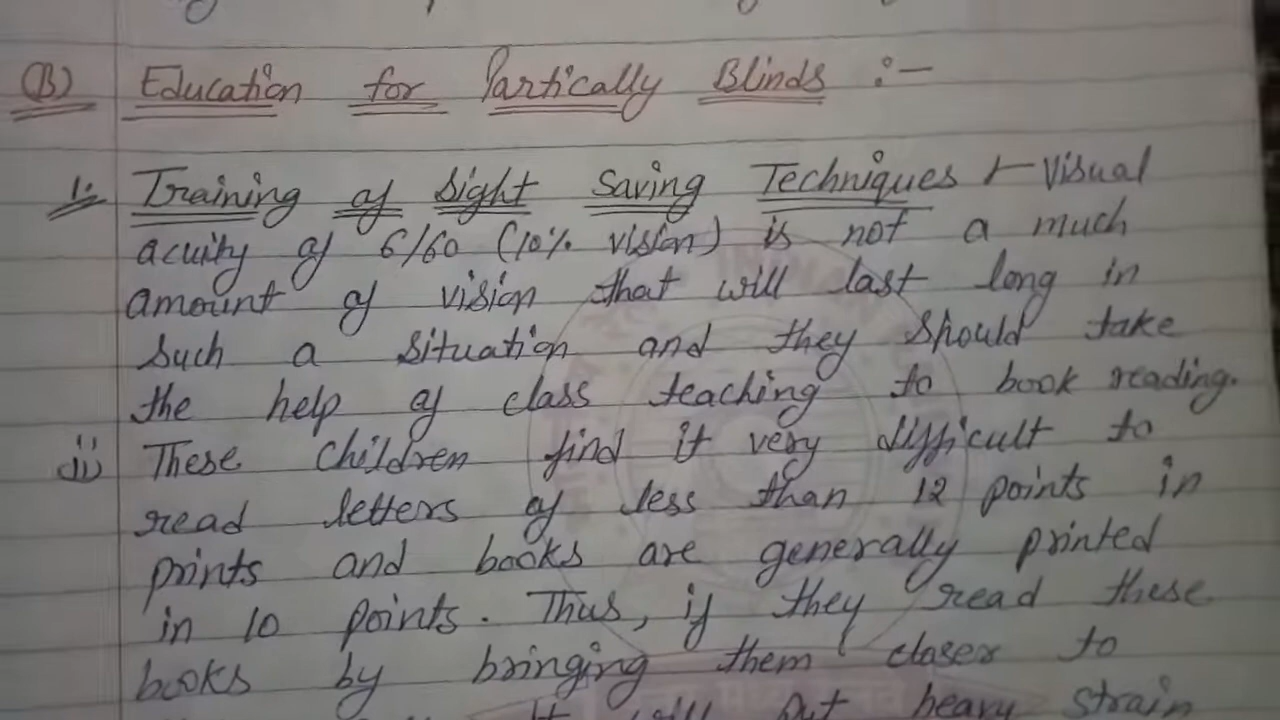 (B) Education for Partically Blinds :-
1. Training of Sight Saving Techniques :- Visual
acuity of 6/60 (10% vision) is not a much
amount of vision that will last long in
such a situation and they should take
the help of class teaching to book reading.
(ii) These children find it very difficult to
read letters of less than 12 points in
prints and books are generally printed
in 10 points. Thus, if they read these
books by bringing them closer to
It will put heavy strain